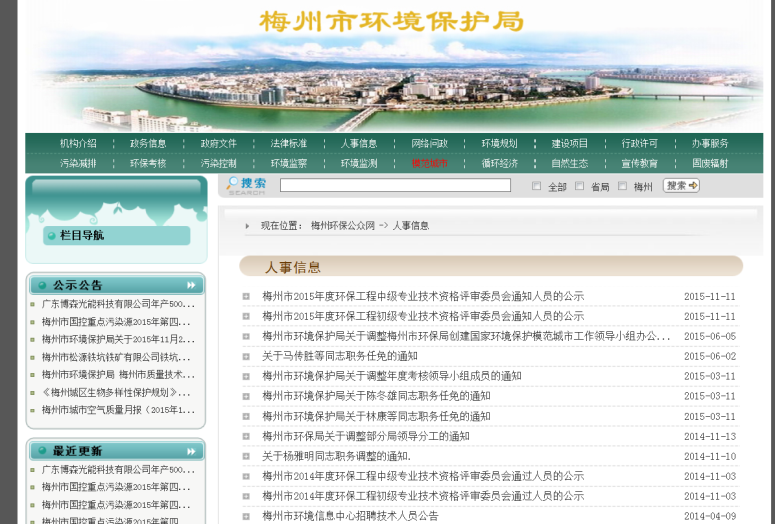 梅州市环境保护局
机构介绍 ¦ 政务信息 ¦ 政府文件 ¦ 法律标准 ¦ 人事信息 ¦ 网络问政 ¦ 环境规划 ¦ 建设项目 ¦ 行政许可 ¦ 办事服务
污染减排 ¦ 环保考核 ¦ 污染控制 ¦ 环境监察 ¦ 环境监测 ¦ 模范城市 ¦ 循环经济 ¦ 自然生态 ¦ 宣传教育 ¦ 固废辐射
搜索 SEARCH 全部 省局 梅州 搜索
栏目导航
现在位置: 梅州环保公众网 -> 人事信息
公示公告
广东博森光能科技有限公司年产500...
梅州市国控重点污染源2015年第四...
梅州市环境保护局关于2015年11月2...
梅州市松源铁坑铁矿有限公司铁坑...
梅州市环境保护局 梅州市质量技术...
《梅州城区生物多样性保护规划》...
梅州市城市空气质量月报（2015年1...
最近更新
广东博森光能科技有限公司年产500...
梅州市国控重点污染源2015年第四...
梅州市国控重点污染源2015年第四...
梅州市国控重点污染源2015年第四
人事信息
梅州市2015年度环保工程中级专业技术资格评审委员会通知人员的公示 2015-11-11
梅州市2015年度环保工程初级专业技术资格评审委员会通知人员的公示 2015-11-11
梅州市环境保护局关于调整梅州市环保局创建国家环境保护模范城市工作领导小组办公... 2015-06-05
关于马传胜等同志职务任免的通知 2015-06-02
梅州市环境保护局关于调整年度考核领导小组成员的通知 2015-03-11
梅州市环境保护局关于陈冬雄同志职务任免的通知 2015-03-11
梅州市环境保护局关于林康等同志职务任免的通知 2015-03-11
梅州市环保局关于调整部分局领导分工的通知 2014-11-13
关于杨雅明同志职务调整的通知. 2014-11-10
梅州市2014年度环保工程中级专业技术资格评审委员会通过人员的公示 2014-11-03
梅州市2014年度环保工程初级专业技术资格评审委员会通过人员的公示 2014-11-03
梅州市环境信息中心招聘技术人员公告 2014-04-09